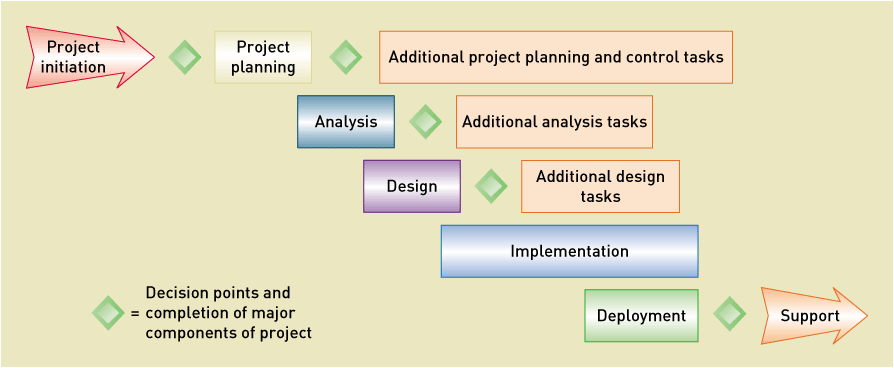 Project
initiation
Project
planning
Additional project planning and control tasks
Analysis
Additional analysis tasks
Design
Additional design
tasks
Implementation
Decision points and
= completion of major
components of project
Deployment
Support